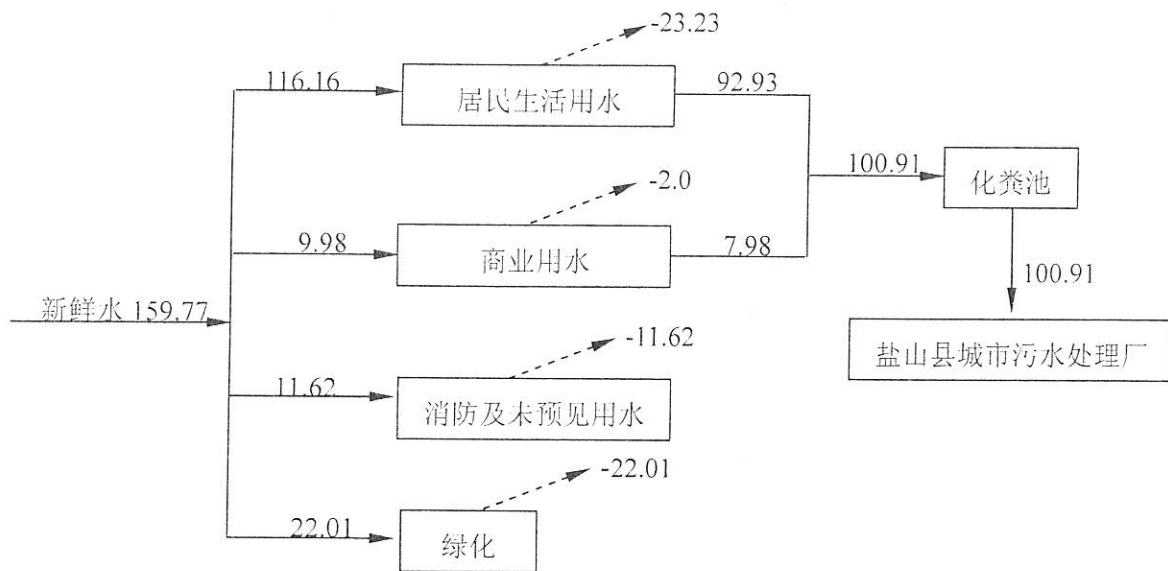 -23.23
116.16
居民生活用水
92.93
-2.0
100.91
化粪池
9.98
商业用水
7.98
100.91
新鲜水 159.77
-11.62
盐山县城市污水处理厂
11.62
消防及未预见用水
-22.01
22.01
绿化